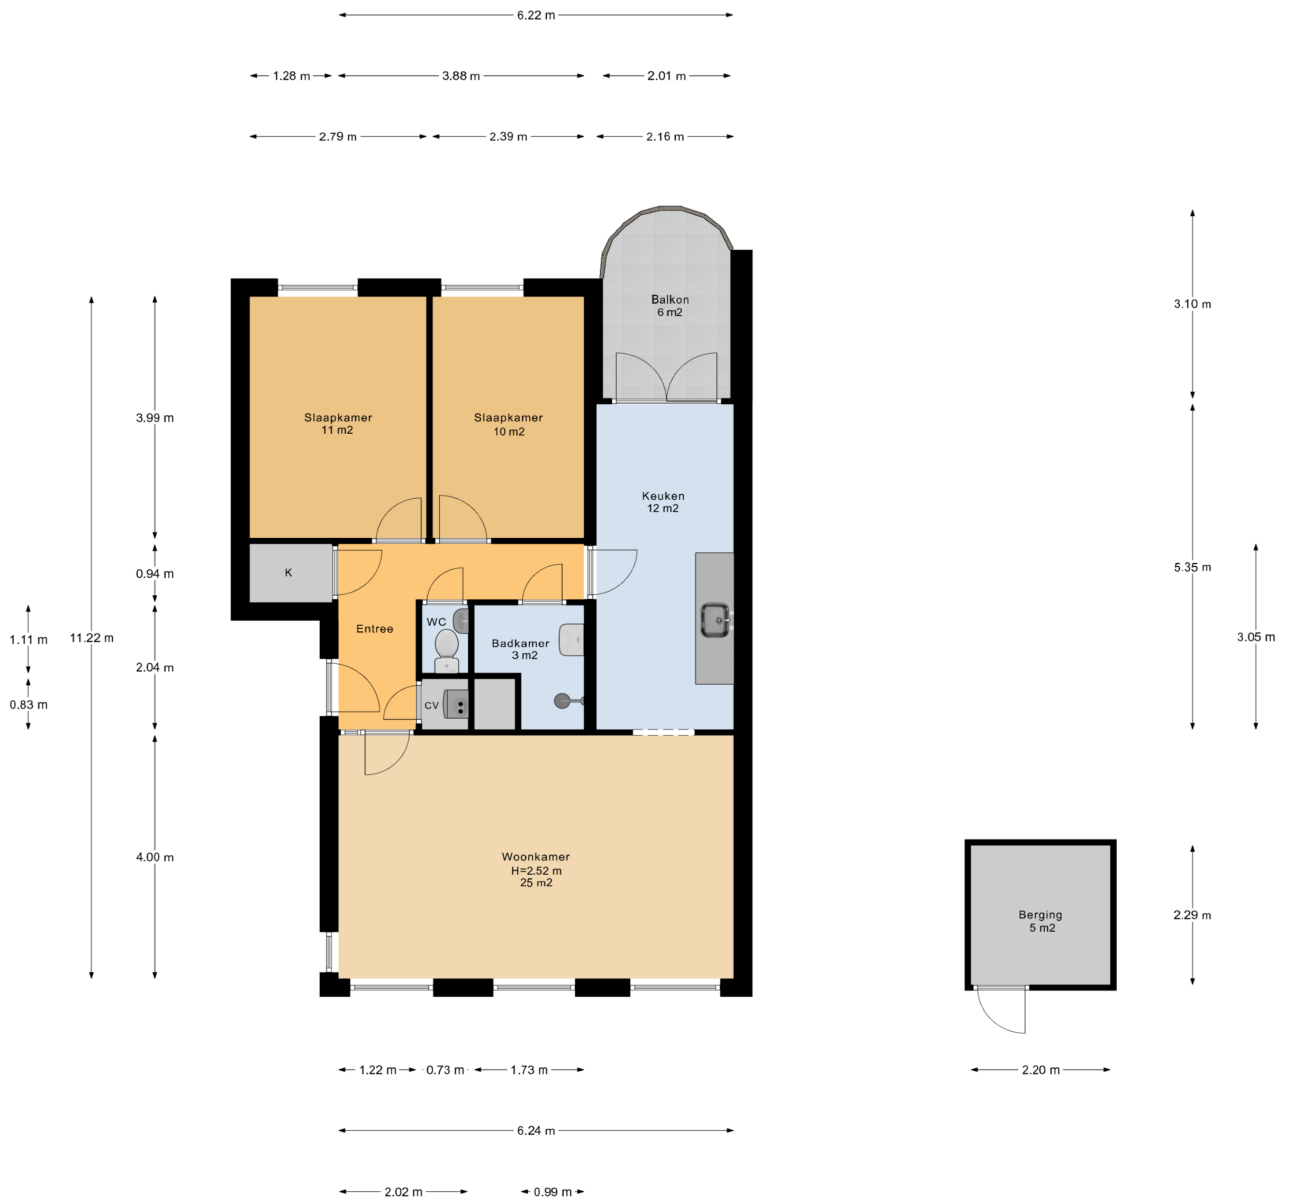 6.22 m
1.28 m
3.88 m
2.01 m
2.79 m
2.39 m
2.16 m
Balkon
6 m2
3.10 m
Slaapkamer
11 m2
Slaapkamer
10 m2
3.99 m
Keuken
12 m2
K
0.94 m
5.35 m
WC
Entree
Badkamer
3 m2
1.11 m
11.22 m
2.04 m
3.05 m
CV
0.83 m
Woonkamer
H=2.52 m
25 m2
4.00 m
Berging
5 m2
2.29 m
1.22 m
0.73 m
1.73 m
2.20 m
6.24 m
2.02 m
0.99 m